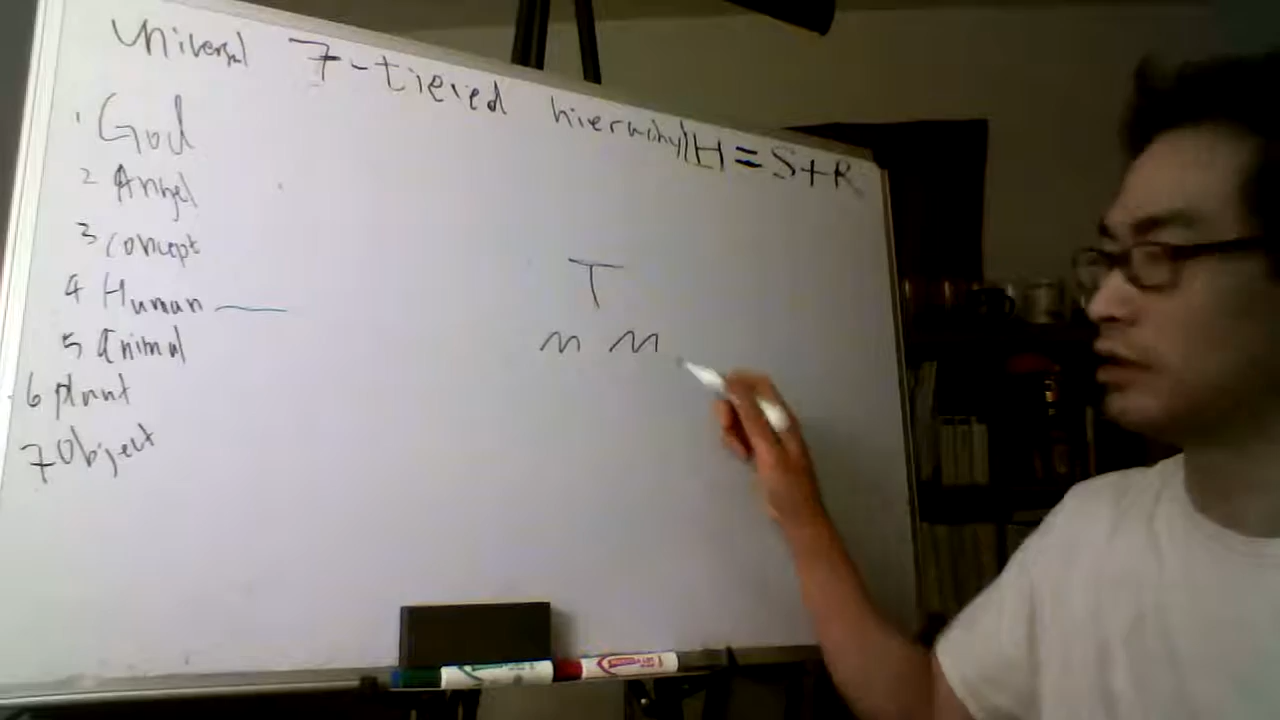 Universal 7-tiered hierarchy H = S+R
1 God
2 Angel
3 Concept
4 Human —
5 Animal
6 plant
7 Object
T
m m